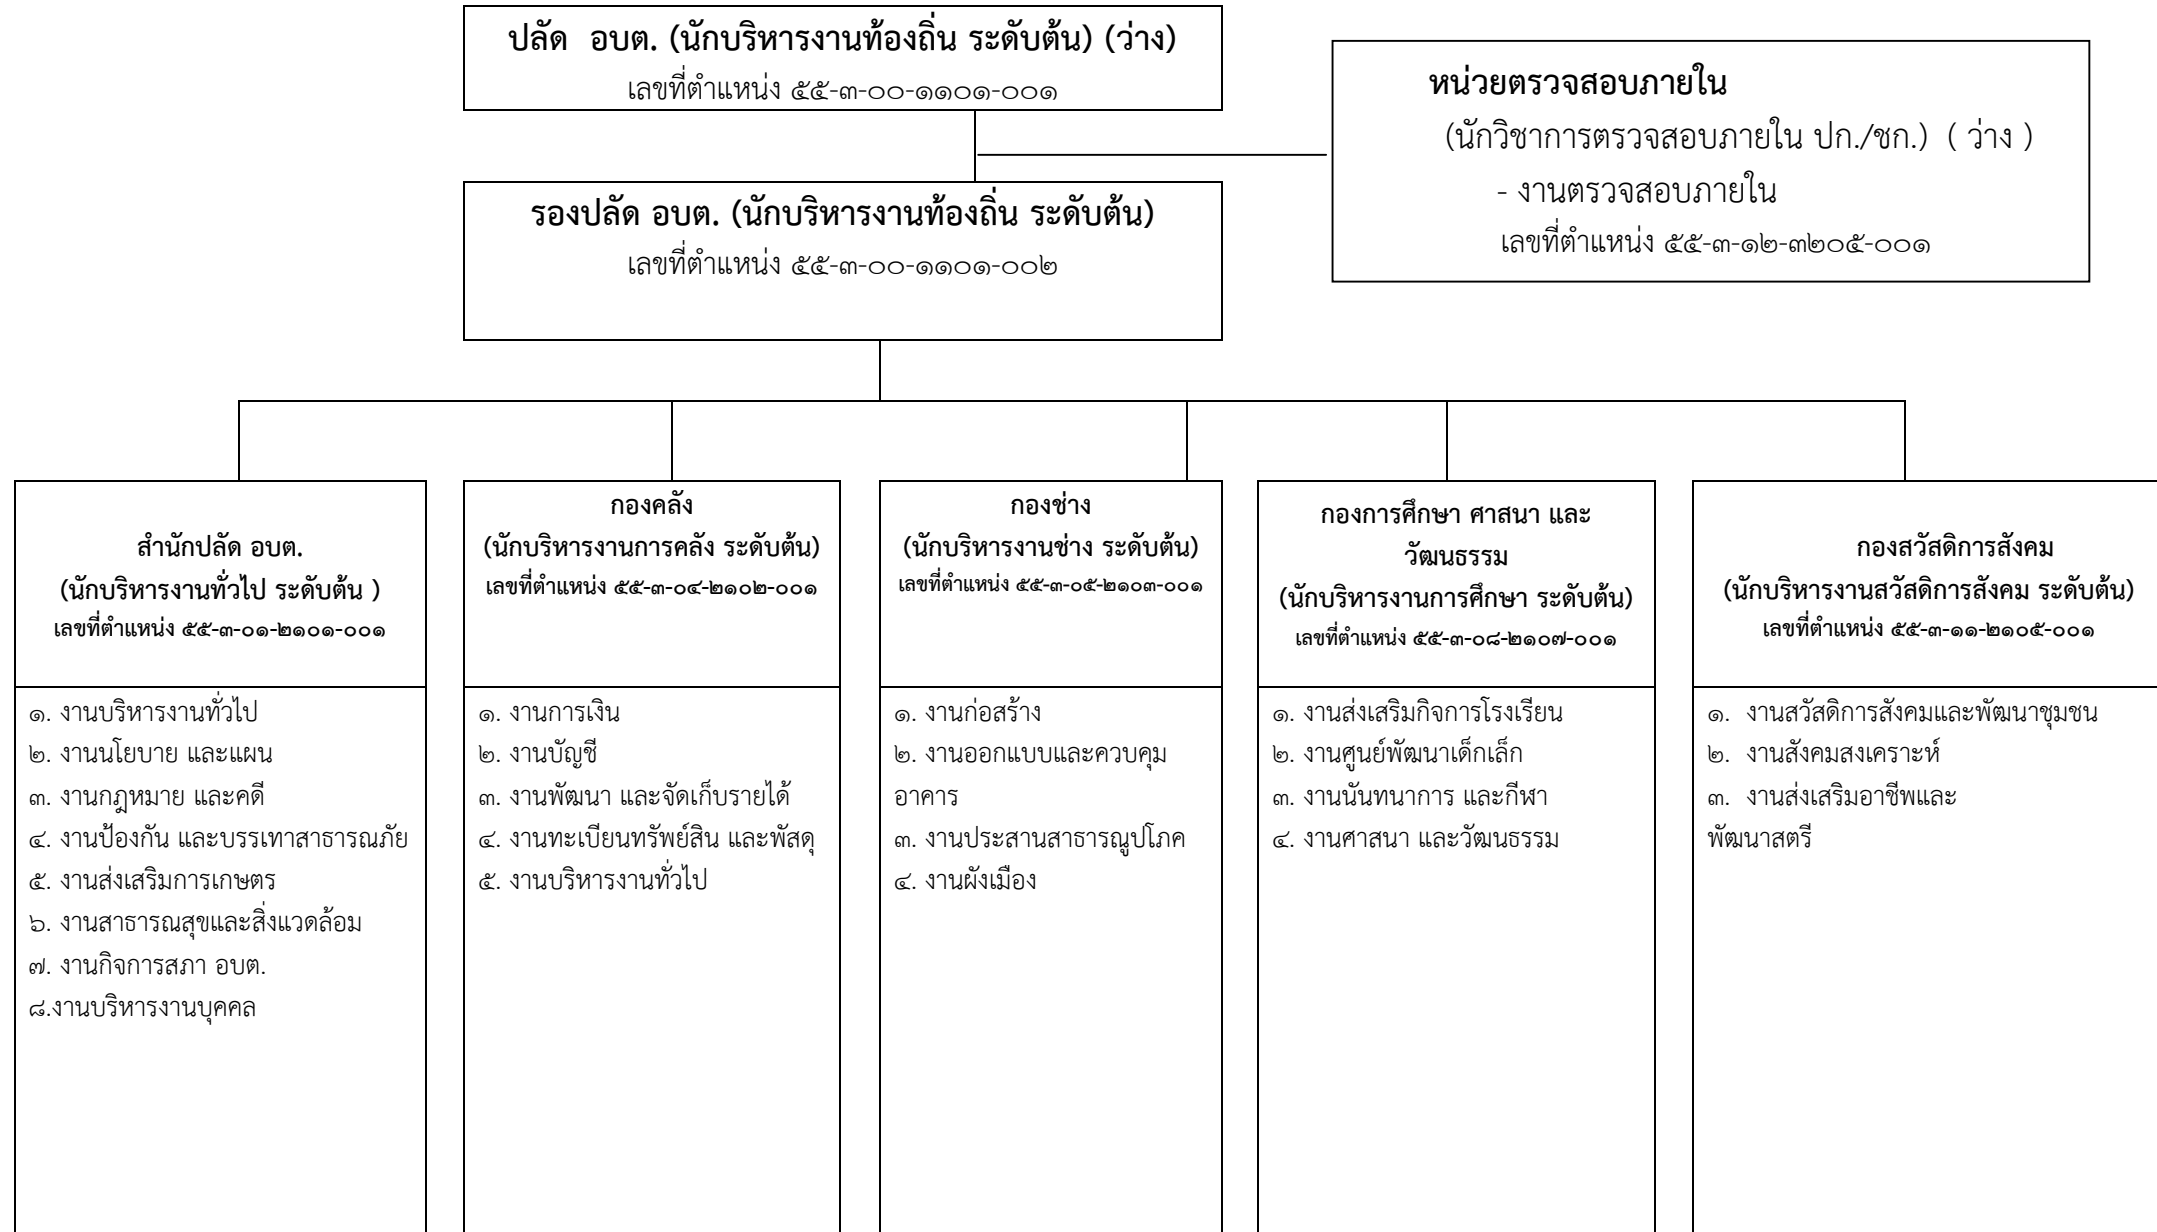 ปลัด อบต. (นักบริหารงานท้องถิ่น ระดับต้น) (ว่าง)
เลขที่ตำแหน่ง ๕๕-๓-๐๐-๑๑๐๑-๐๐๑
หน่วยตรวจสอบภายใน
(นักวิชาการตรวจสอบภายใน ปก./ชก.) ( ว่าง )
- งานตรวจสอบภายใน
เลขที่ตำแหน่ง ๕๕-๓-๑๒-๓๒๐๕-๐๐๑
รองปลัด อบต. (นักบริหารงานท้องถิ่น ระดับต้น)
เลขที่ตำแหน่ง ๕๕-๓-๐๐-๑๑๐๑-๐๐๒
สำนักปลัด อบต.
(นักบริหารงานทั่วไป ระดับต้น )
เลขที่ตำแหน่ง ๕๕-๓-๐๑-๒๑๐๑-๐๐๑
๑. งานบริหารงานทั่วไป
๒. งานนโยบาย และแผน
๓. งานกฎหมาย และคดี
๔. งานป้องกัน และบรรเทาสาธารณภัย
๕. งานส่งเสริมการเกษตร
๖. งานสาธารณสุขและสิ่งแวดล้อม
๗. งานกิจการสภา อบต.
๘.งานบริหารงานบุคคล
กองคลัง
(นักบริหารงานการคลัง ระดับต้น)
เลขที่ตำแหน่ง ๕๕-๓-๐๔-๒๑๐๒-๐๐๑
๑. งานการเงิน
๒. งานบัญชี
๓. งานพัฒนา และจัดเก็บรายได้
๔. งานทะเบียนทรัพย์สิน และพัสดุ
๕. งานบริหารงานทั่วไป
กองช่าง
(นักบริหารงานช่าง ระดับต้น)
เลขที่ตำแหน่ง ๕๕-๓-๐๕-๒๑๐๓-๐๐๑
๑. งานก่อสร้าง
๒. งานออกแบบและควบคุม
อาคาร
๓. งานประสานสาธารณูปโภค
๔. งานผังเมือง
กองการศึกษา ศาสนา และ
วัฒนธรรม
(นักบริหารงานการศึกษา ระดับต้น)
เลขที่ตำแหน่ง ๕๕-๓-๐๘-๒๑๐๗-๐๐๑
๑. งานส่งเสริมกิจการโรงเรียน
๒. งานศูนย์พัฒนาเด็กเล็ก
๓. งานนันทนาการ และกีฬา
๔. งานศาสนา และวัฒนธรรม
กองสวัสดิการสังคม
(นักบริหารงานสวัสดิการสังคม ระดับต้น)
เลขที่ตำแหน่ง ๕๕-๓-๑๑-๒๑๐๕-๐๐๑
๑. งานสวัสดิการสังคมและพัฒนาชุมชน
๒. งานสังคมสงเคราะห์
๓. งานส่งเสริมอาชีพและ
พัฒนาสตรี